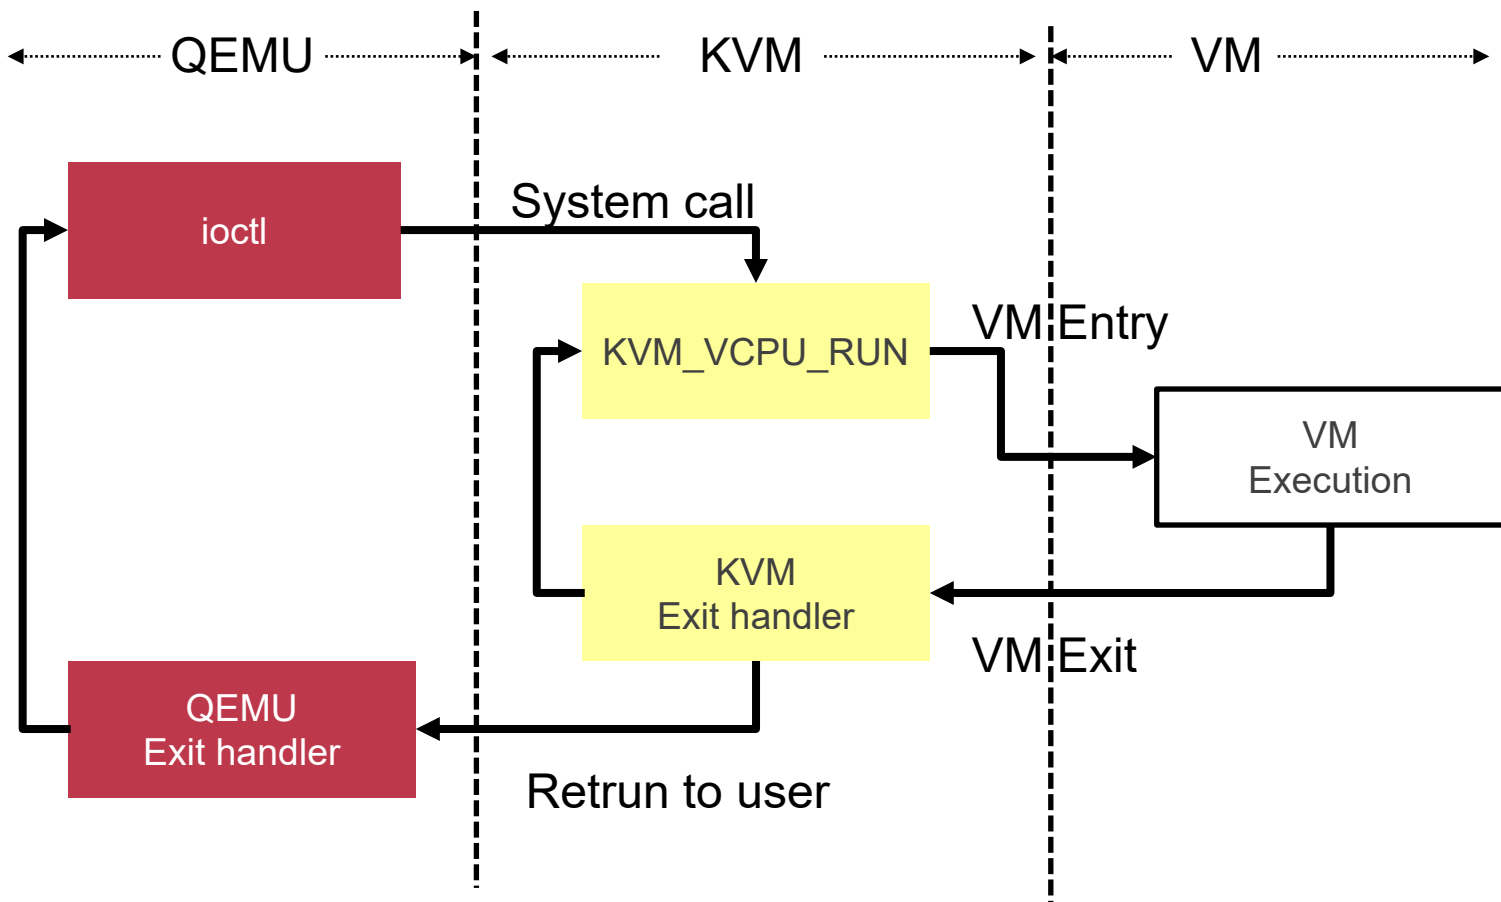 QEMU
KVM
VM
ioctl
System call
KVM_VCPU_RUN
VM Entry
VM
Execution
KVM
Exit handler
VM Exit
QEMU
Exit handler
Retrun to user